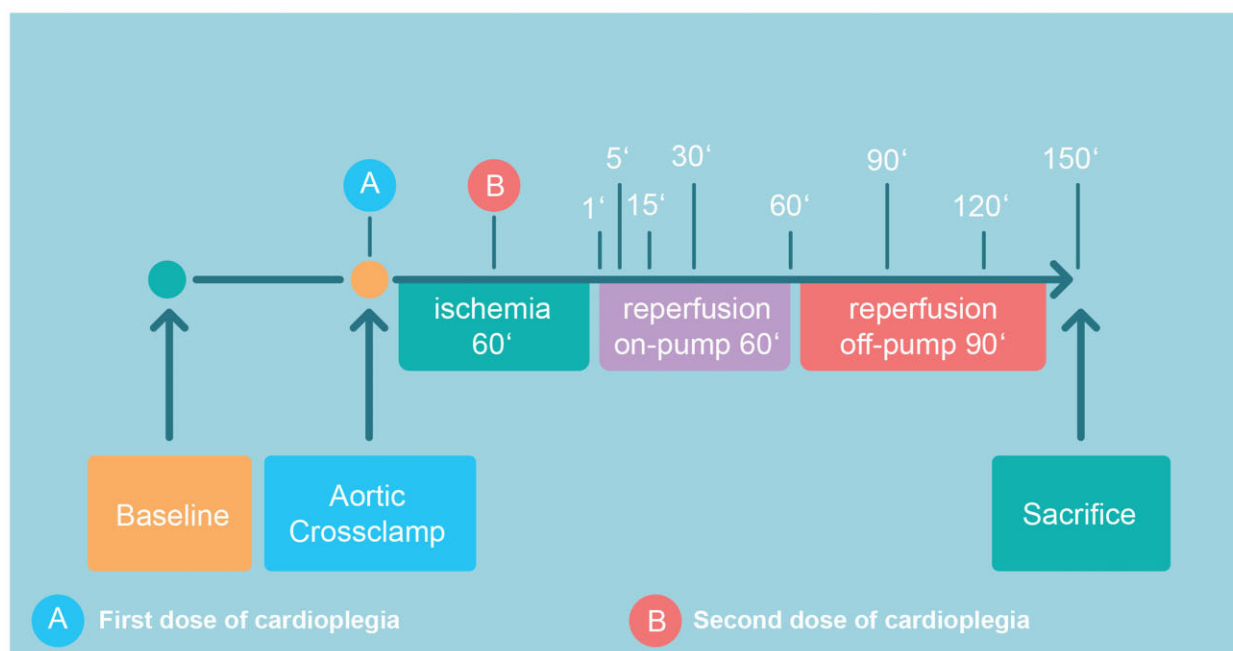 5‘
30‘
90‘
150‘
A
B
1‘
15‘
60‘
120‘
ischemia
60‘
reperfusion
on-pump 60‘
reperfusion
off-pump 90‘
Baseline
Aortic
Crossclamp
Sacrifice
A First dose of cardioplegia
B Second dose of cardioplegia